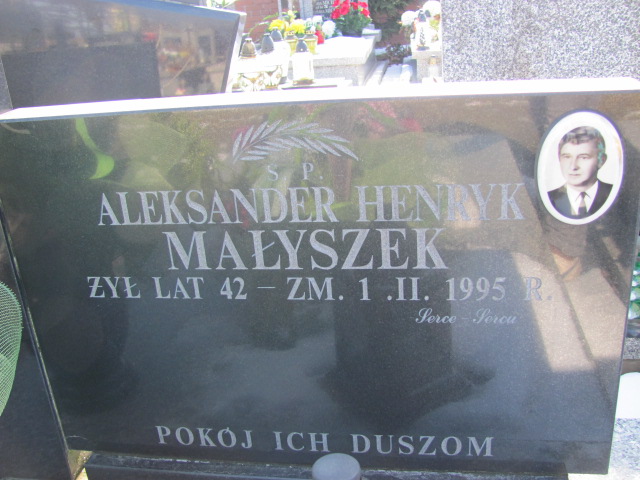 Ś P.
ALEKSANDER HENRYK
MAŁYSZEK
ŻYŁ LAT 42 – ZM. 1 .II. 1995 R.
Serce - Sercu
POKÓJ ICH DUSZOM